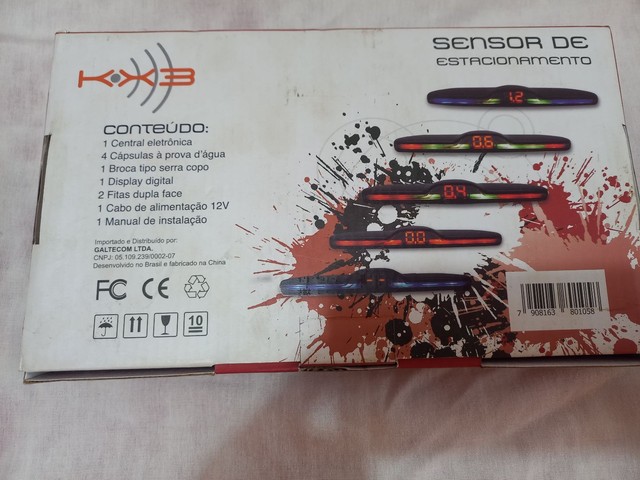 KX3
SENSOR DE
ESTACIONAMENTO
CONTEÚDO:
1 Central eletrônica
4 Cápsulas à prova d'água
1 Broca tipo serra copo
1 Display digital
2 Fitas dupla face
1 Cabo de alimentação 12V
1 Manual de instalação
Importado e Distribuído por:
GALTECOM LTDA.
CNPJ: 05.109.239/0002-07
Desenvolvido no Brasil e fabricado na China
FC CE
10
1.2
0.6
0.4
0.0
7 908163 801058